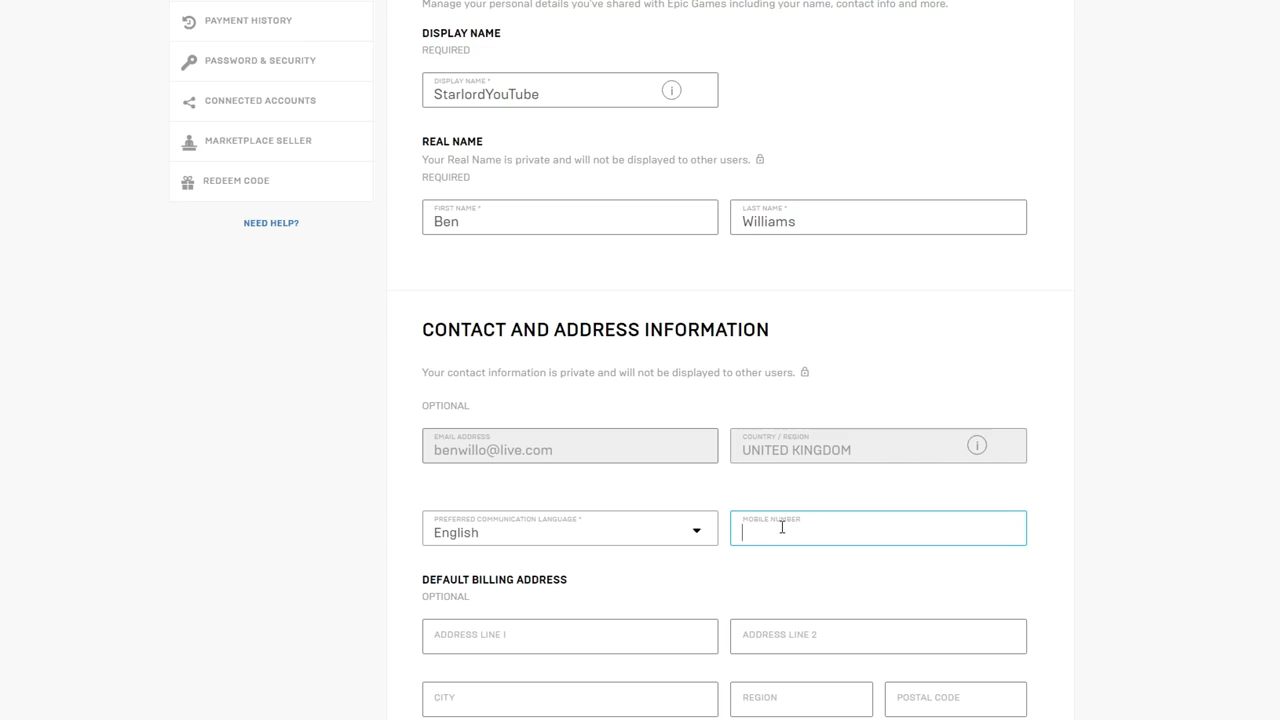 Manage your personal details you've shared with Epic Games including your name, contact info and more.
PAYMENT HISTORY
PASSWORD & SECURITY
CONNECTED ACCOUNTS
MARKETPLACE SELLER
REDEEM CODE
NEED HELP?
DISPLAY NAME
REQUIRED
DISPLAY NAME *
StarlordYouTube
REAL NAME
Your Real Name is private and will not be displayed to other users.
REQUIRED
FIRST NAME *
Ben
LAST NAME *
Williams
CONTACT AND ADDRESS INFORMATION
Your contact information is private and will not be displayed to other users.
OPTIONAL
EMAIL ADDRESS
benwillo@live.com
COUNTRY / REGION
UNITED KINGDOM
PREFERRED COMMUNICATION LANGUAGE *
English
MOBILE NUMBER
DEFAULT BILLING ADDRESS
OPTIONAL
ADDRESS LINE 1
ADDRESS LINE 2
CITY
REGION
POSTAL CODE